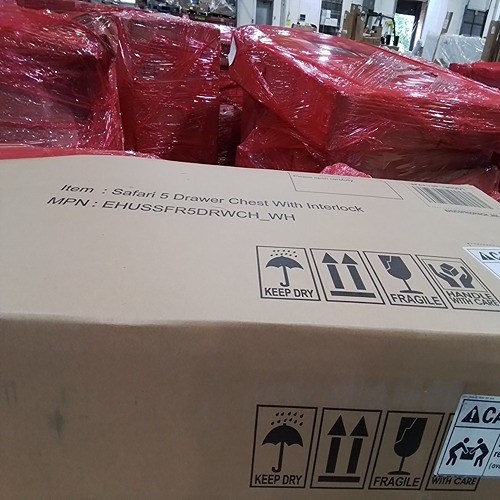 Item : Safari 5 Drawer Chest With Interlock
MPN : EHUSSFR5DRWCH_WH
KEEP DRY
FRAGILE
HANDLE
WITH CARE
KEEP DRY
FRAGILE
WITH CARE